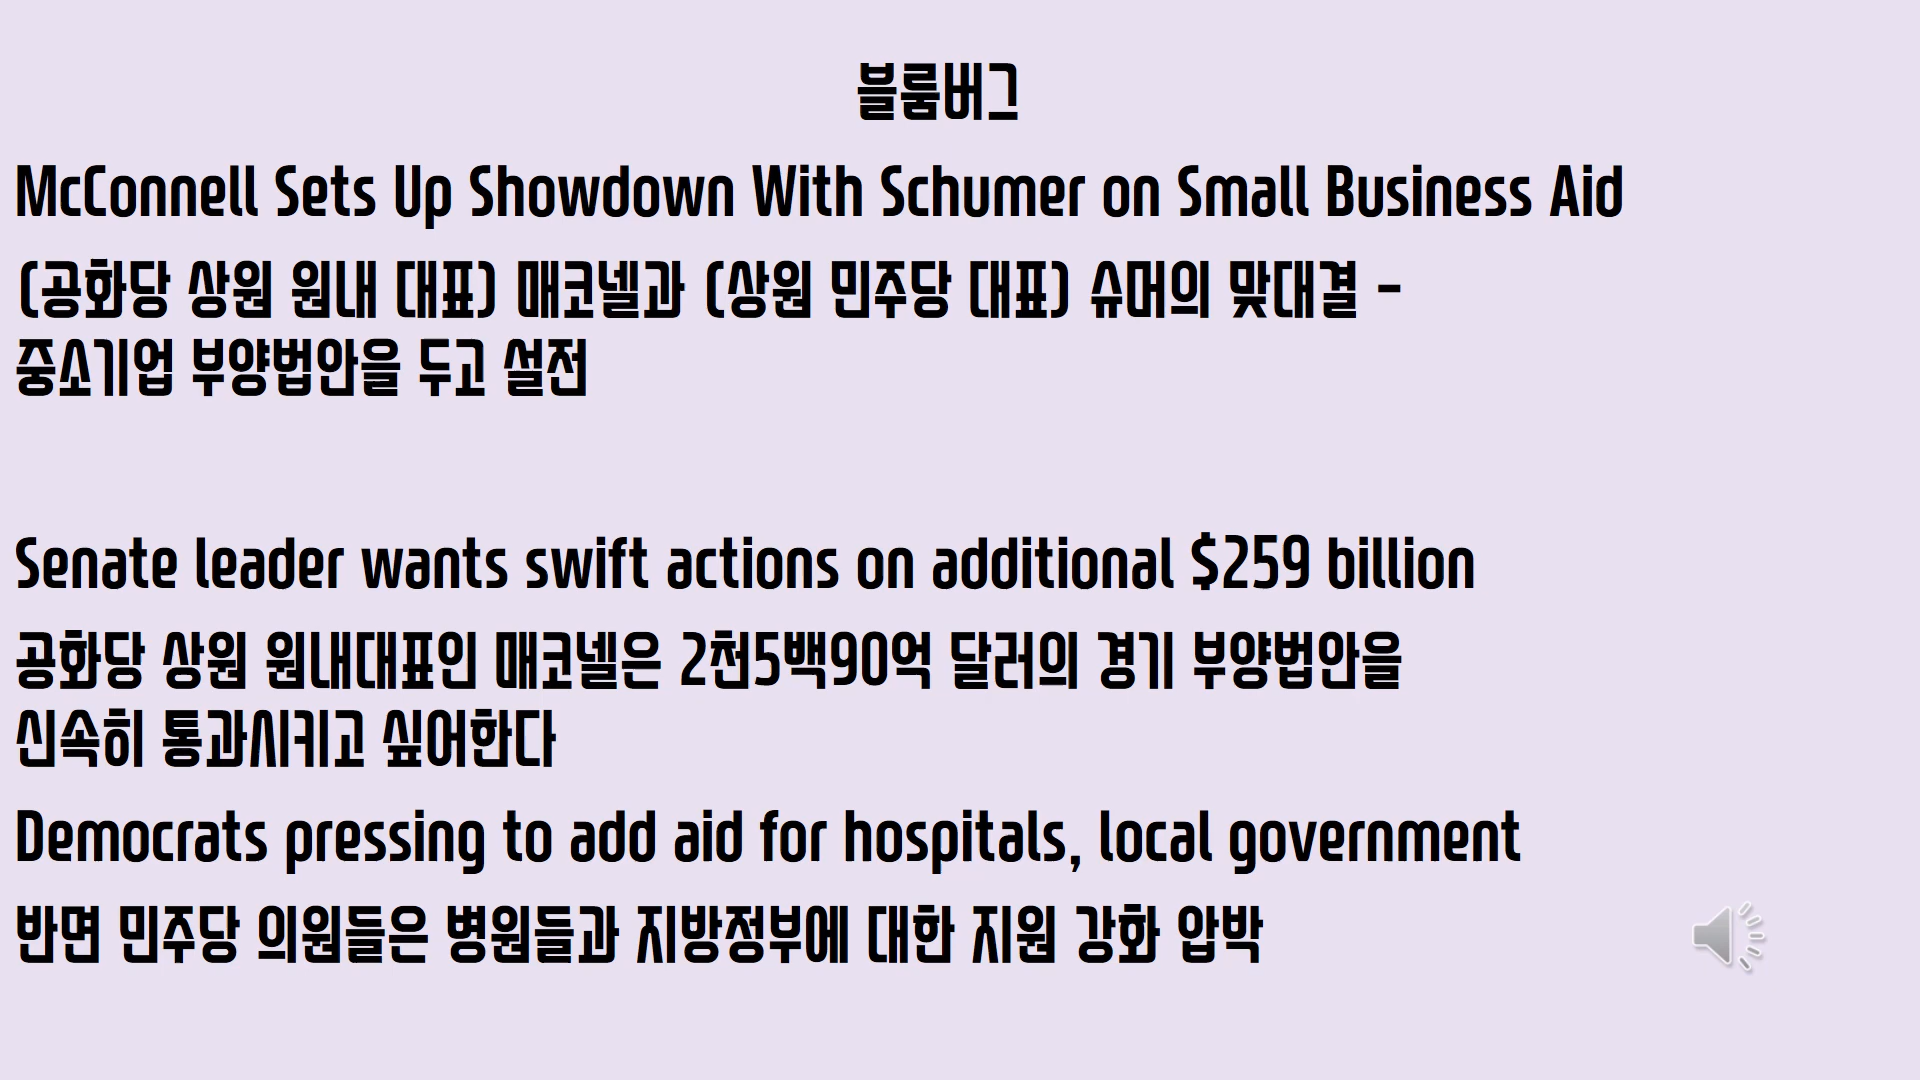 블룸버그
McConnell Sets Up Showdown With Schumer on Small Business Aid
(공화당 상원 원내 대표) 매코넬과 (상원 민주당 대표) 슈머의 맞대결 -
중소기업 부양법안을 두고 설전
Senate leader wants swift actions on additional $259 billion
공화당 상원 원내대표인 매코넬은 2천5백90억 달러의 경기 부양법안을
신속히 통과시키고 싶어한다
Democrats pressing to add aid for hospitals, local government
반면 민주당 의원들은 병원들과 지방정부에 대한 지원 강화 압박